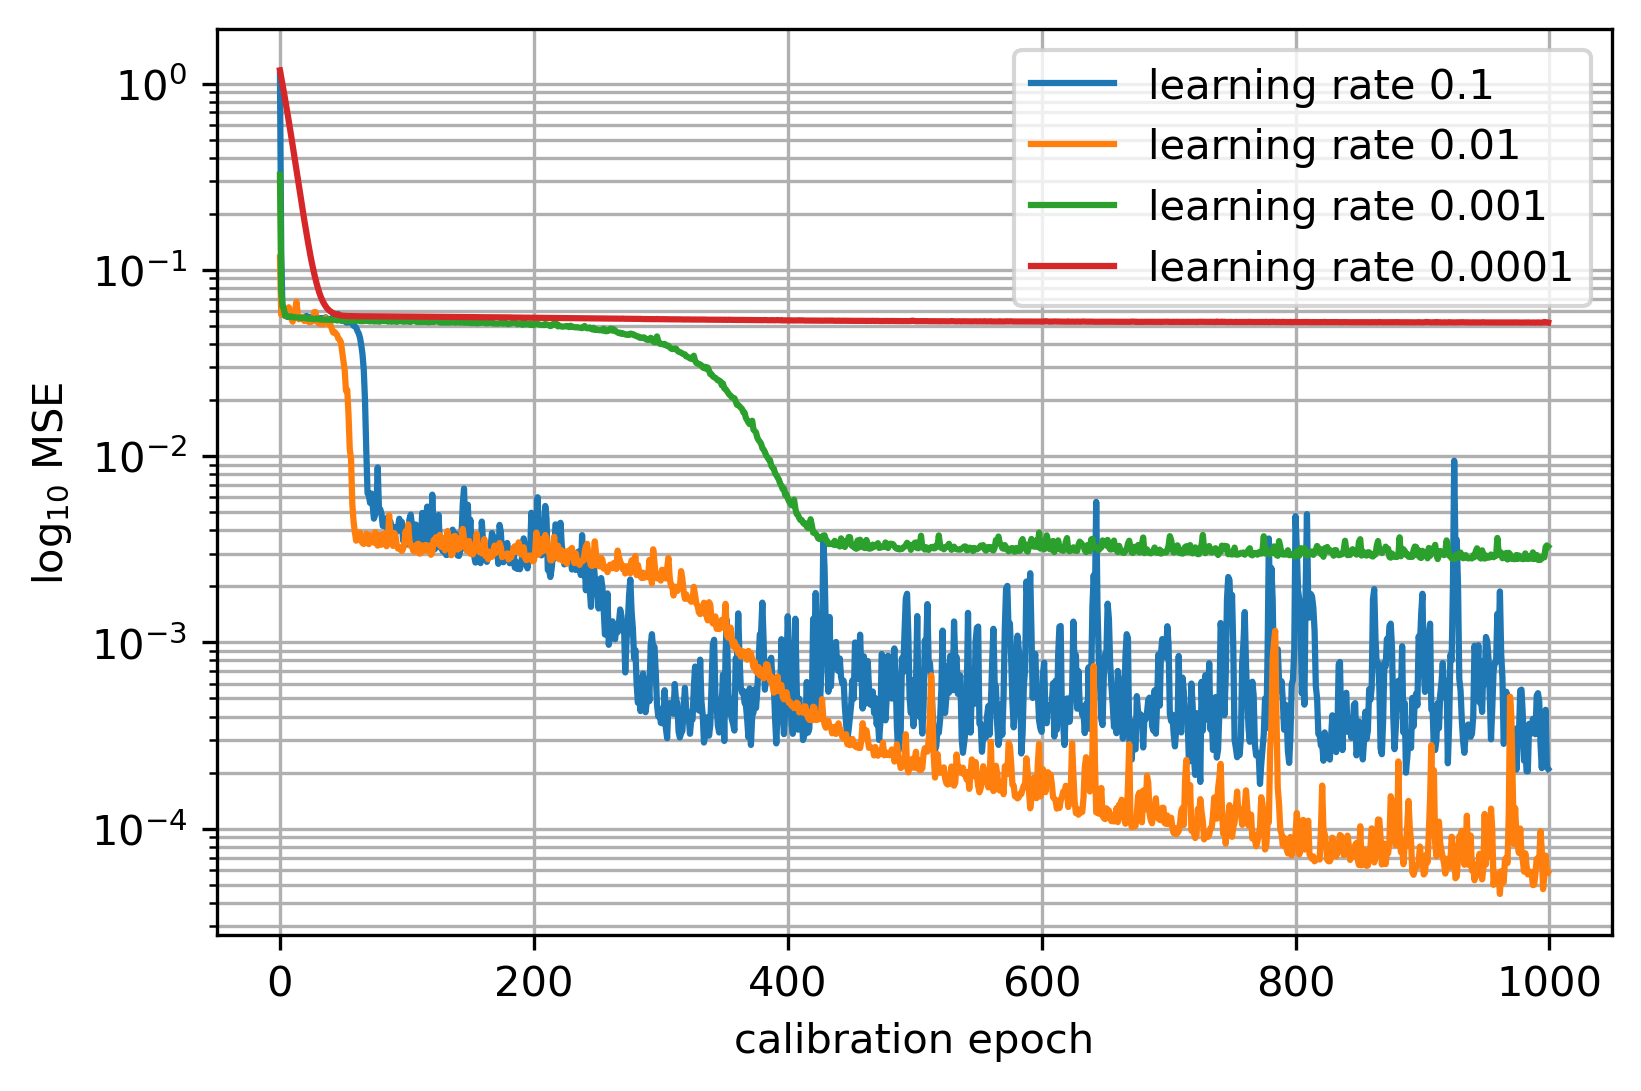 learning rate 0.1
learning rate 0.01
learning rate 0.001
learning rate 0.0001
10⁰
10⁻¹
10⁻²
10⁻³
10⁻⁴
log₁₀ MSE
0 200 400 600 800 1000
calibration epoch